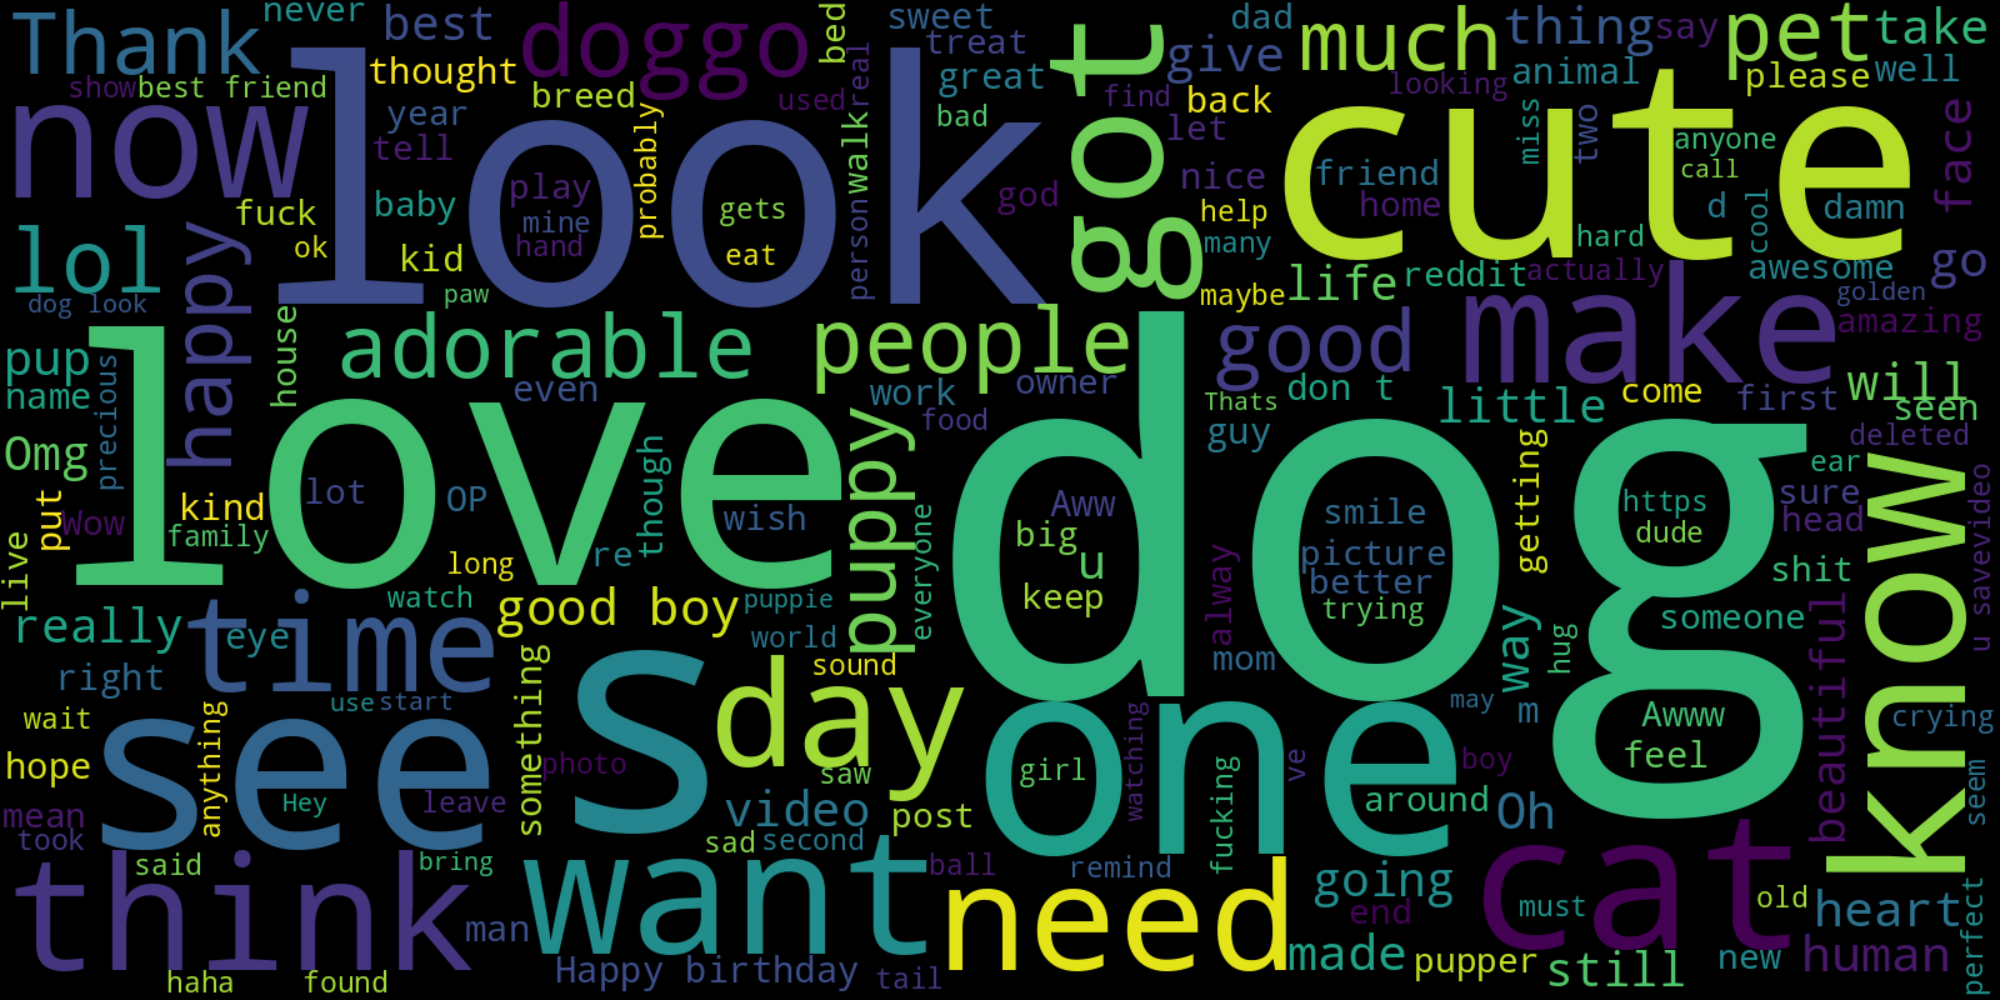 Thank
never
best
doggo
bed
sweet
treat
dad
much
thing
say
pet
take
show
best friend
thought
breed
year
tell
probably
used
real
walk
person
great
bad
got
give
find
back
let
looking
animal
please
well
now
look
cute
lol
fuck
ok
happy
baby
kid
paw
play
mine
hand
gets
eat
god
nice
help
many
maybe
friend
home
miss
two
anyone
call
d
cool
damn
face
hard
awesome
go
life
reddit
actually
golden
amazing
dog look
pup
name
precious
house
adorable
even
people
work
owner
food
good
make
Thats
don t
guy
little
come
first
will
seen
deleted
Omg
love
lot
OP
though
wish
puppy
everyone
dog
Aww
big
u
keep
smile
picture
better
trying
getting
https
dude
ear
sure
head
know
u savevideo
live
put
Wow
kind
family
long
re
watch
good boy
puppie
world
sound
alway
mom
way
hug
shit
someone
beautiful
really
time
eye
right
use
start
something
s
day
may
m
Awww
feel
crying
wait
see
anything
hope
Hey
leave
photo
saw
video
post
sad
second
one
girl
watching
fucking
ve
boy
around
Oh
seem
mean
took
said
think
bring
man
want
ball
remind
need
going
end
cat
must
old
heart
haha
found
Happy birthday
tail
made
pupper
still
new
human
perfect